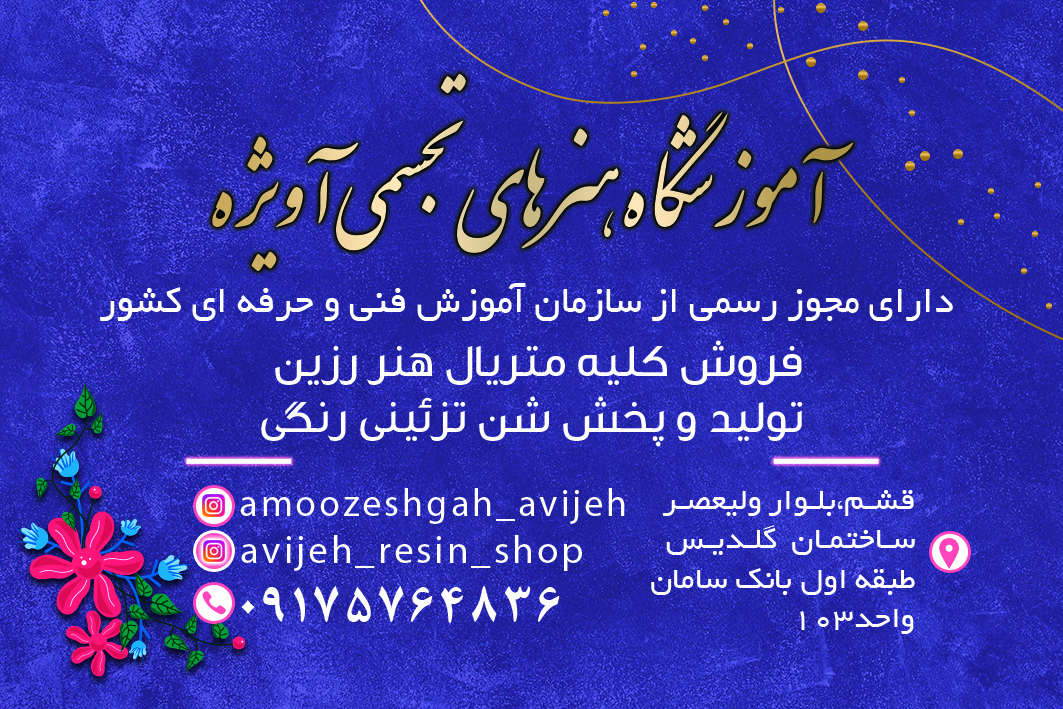 آموزشگاه هنرهای تجسمی آویژه
دارای مجوز رسمی از سازمان آموزش فنی و حرفه ای کشور
فروش کلیه متریال هنر رزین
تولید و پخش شن تزئینی رنگی
قشم،بلوار ولیعصر
ساختمان گلدیس
طبقه اول بانک سامان
واحد۱۰۳
amoozeshgah_avijeh
avijeh_resin_shop
۰۹۱۷۵۷۶۴۸۳۶